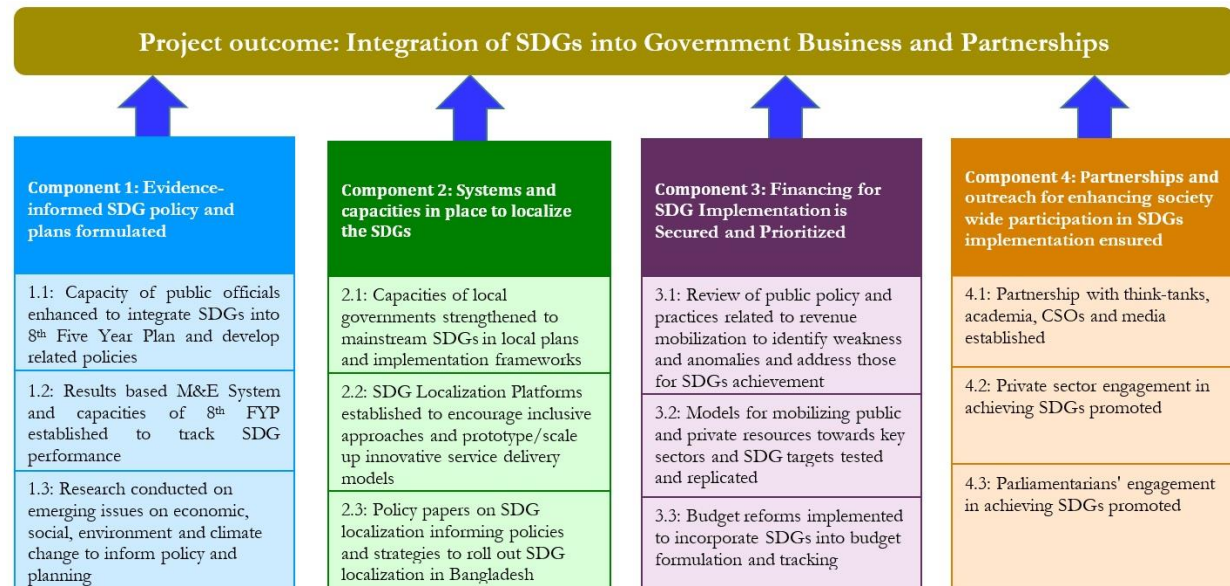 Project outcome: Integration of SDGs into Government Business and Partnerships
Component 1: Evidence-
informed SDG policy and
plans formulated
1.1: Capacity of public officials
enhanced to integrate SDGs into
8th Five Year Plan and develop
related policies
1.2: Results based M&E System
and capacities of 8th FYP
established to track SDG
performance
1.3: Research conducted on
emerging issues on economic,
social, environment and climate
change to inform policy and
planning
Component 2: Systems and
capacities in place to localize
the SDGs
2.1: Capacities of local
governments strengthened to
mainstream SDGs in local plans
and implementation frameworks
2.2: SDG Localization Platforms
established to encourage inclusive
approaches and prototype/scale
up innovative service delivery
models
2.3: Policy papers on SDG
localization informing policies
and strategies to roll out SDG
localization in Bangladesh
Component 3: Financing for
SDG Implementation is
Secured and Prioritized
3.1: Review of public policy and
practices related to revenue
mobilization to identify weakness
and anomalies and address those
for SDGs achievement
3.2: Models for mobilizing public
and private resources towards key
sectors and SDG targets tested
and replicated
3.3: Budget reforms implemented
to incorporate SDGs into budget
formulation and tracking
Component 4: Partnerships and
outreach for enhancing society
wide participation in SDGs
implementation ensured
4.1: Partnership with think-tanks,
academia, CSOs and media
established
4.2: Private sector engagement in
achieving SDGs promoted
4.3: Parliamentarians' engagement
in achieving SDGs promoted